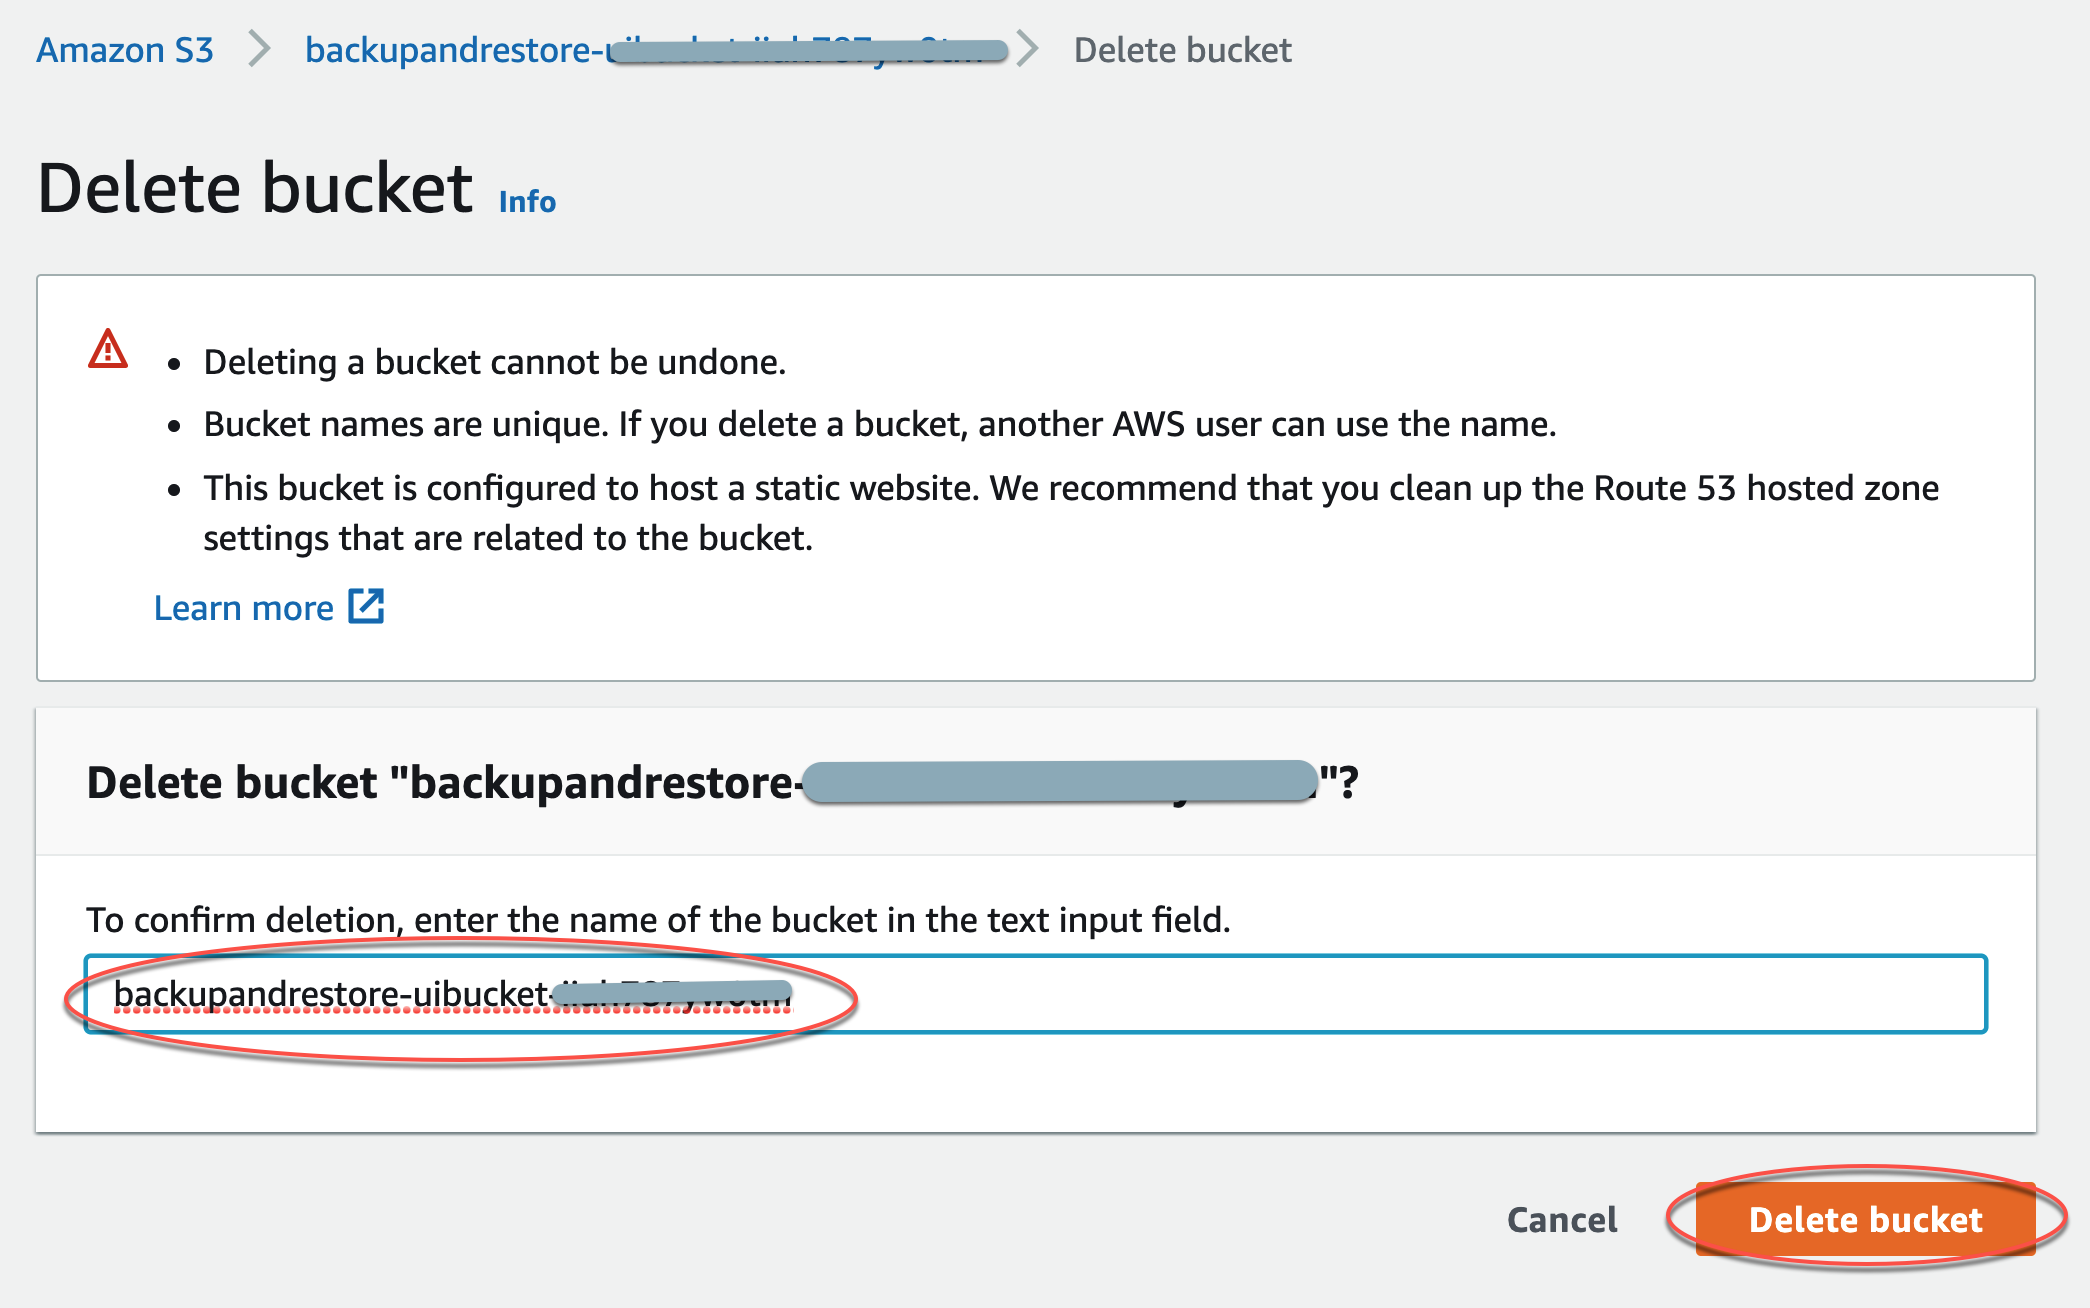 Amazon S3 > backupandrestore- > Delete bucket
Delete bucket Info
• Deleting a bucket cannot be undone.
• Bucket names are unique. If you delete a bucket, another AWS user can use the name.
• This bucket is configured to host a static website. We recommend that you clean up the Route 53 hosted zone
settings that are related to the bucket.
Learn more
Delete bucket "backupandrestore- "?
To confirm deletion, enter the name of the bucket in the text input field.
backupandrestore-uibucket-
Cancel Delete bucket